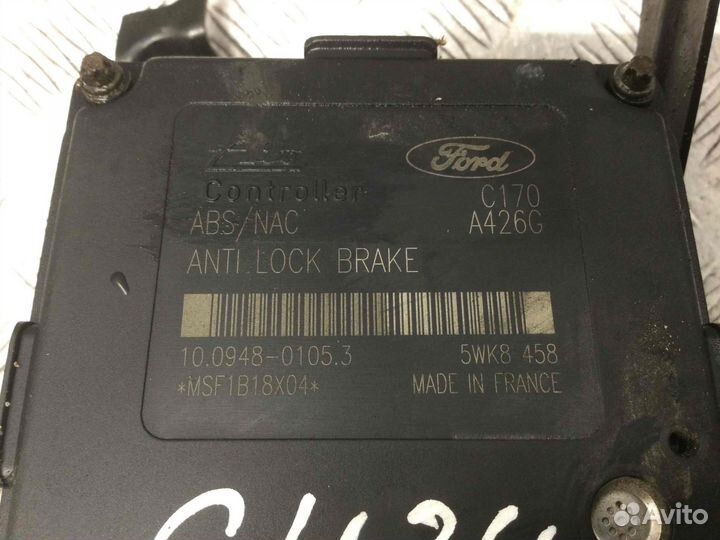 Ford
Controller C170
ABS/NAC A426G
ANTI LOCK BRAKE
10.0948-0105.3 5WK8 458
*MSF1B18X04* MADE IN FRANCE
Avito